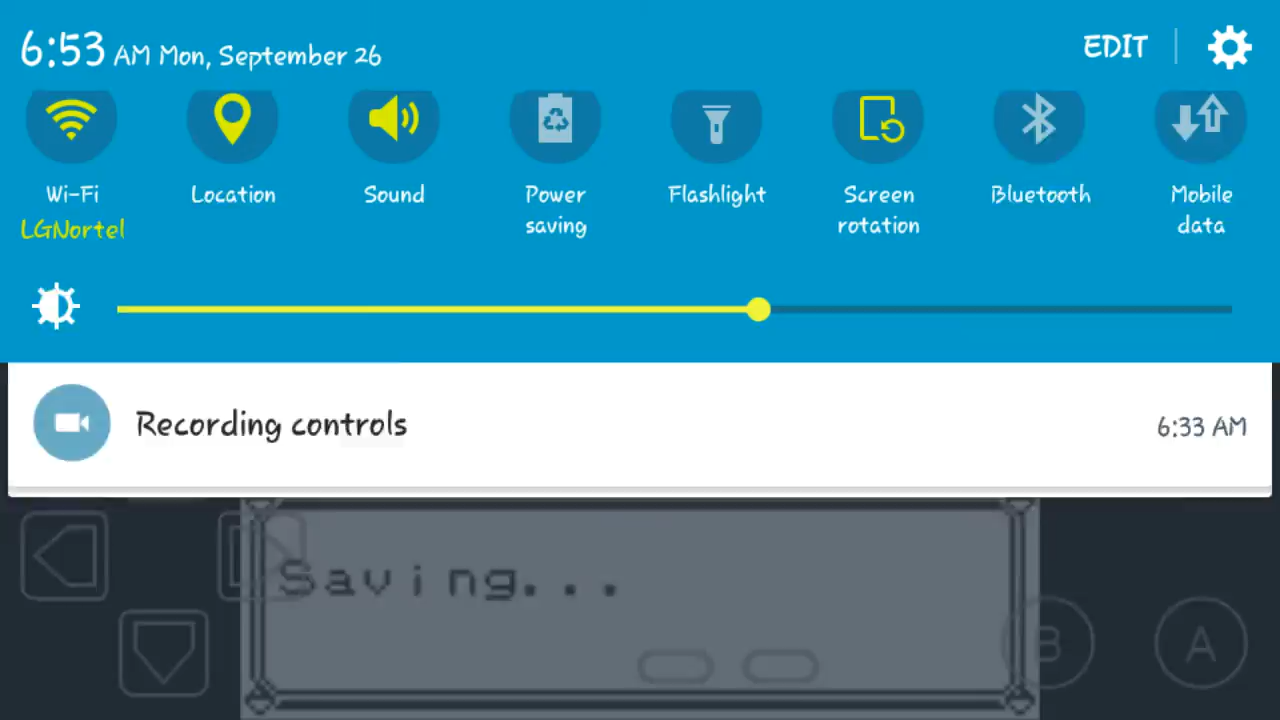 6:53 AM Mon, September 26 EDIT
Wi-Fi Location Sound Power saving Flashlight Screen rotation Bluetooth Mobile data
LGNortel
Recording controls 6:33 AM
Saving...
B A